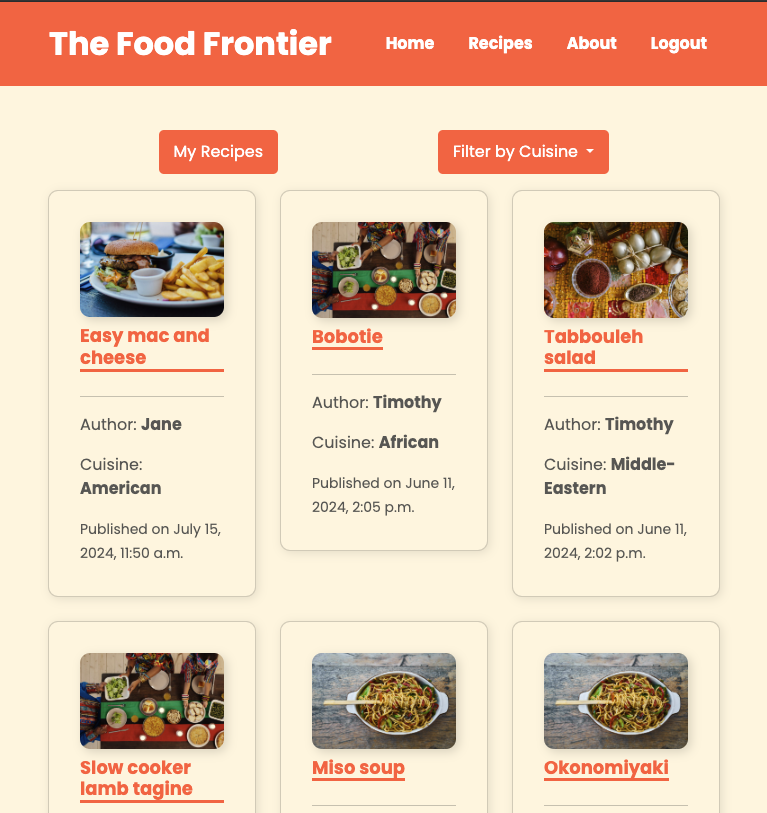 The Food Frontier
Home Recipes About Logout
My Recipes
Filter by Cuisine
Easy mac and
cheese
Author: Jane
Cuisine:
American
Published on July 15,
2024, 11:50 a.m.
Bobotie
Author: Timothy
Cuisine: African
Published on June 11,
2024, 2:05 p.m.
Tabbouleh
salad
Author: Timothy
Cuisine: Middle-
Eastern
Published on June 11,
2024, 2:02 p.m.
Slow cooker
lamb tagine
Miso soup
Okonomiyaki